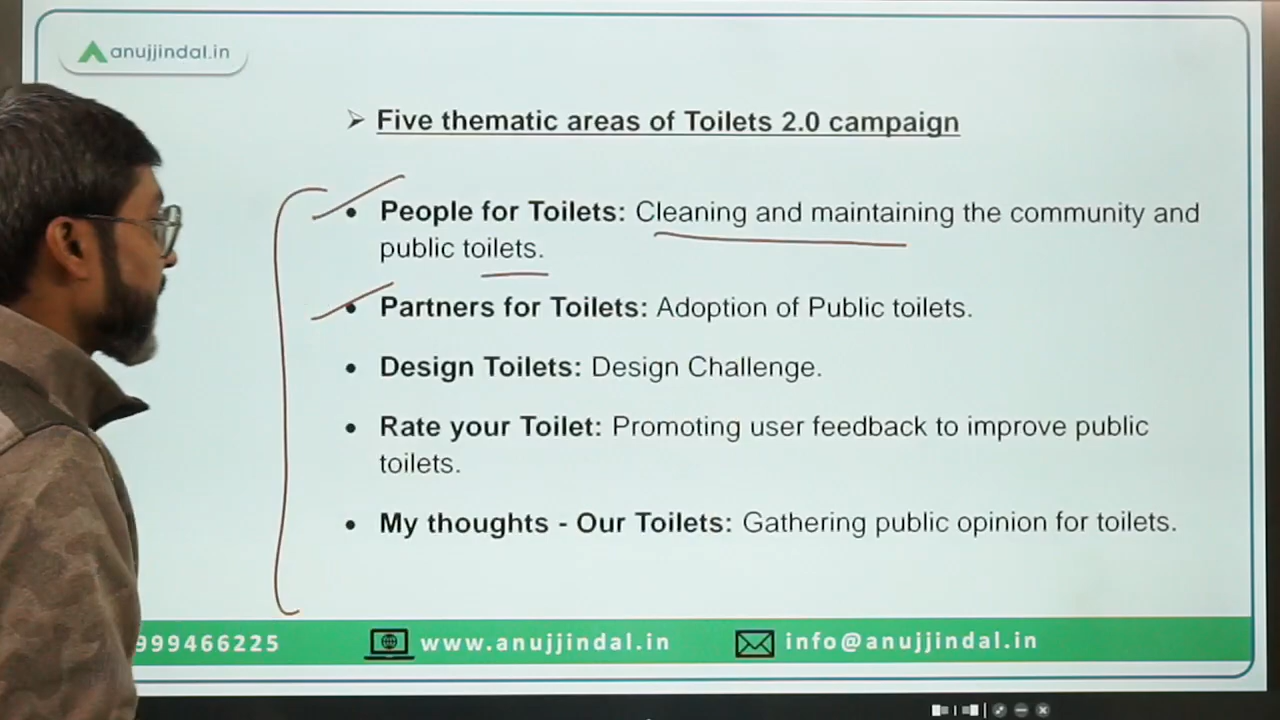 anujjindal.in
➢ Five thematic areas of Toilets 2.0 campaign
• People for Toilets: Cleaning and maintaining the community and
public toilets.
• Partners for Toilets: Adoption of Public toilets.
• Design Toilets: Design Challenge.
• Rate your Toilet: Promoting user feedback to improve public
toilets.
• My thoughts - Our Toilets: Gathering public opinion for toilets.
999466225 www.anujjindal.in info@anujjindal.in